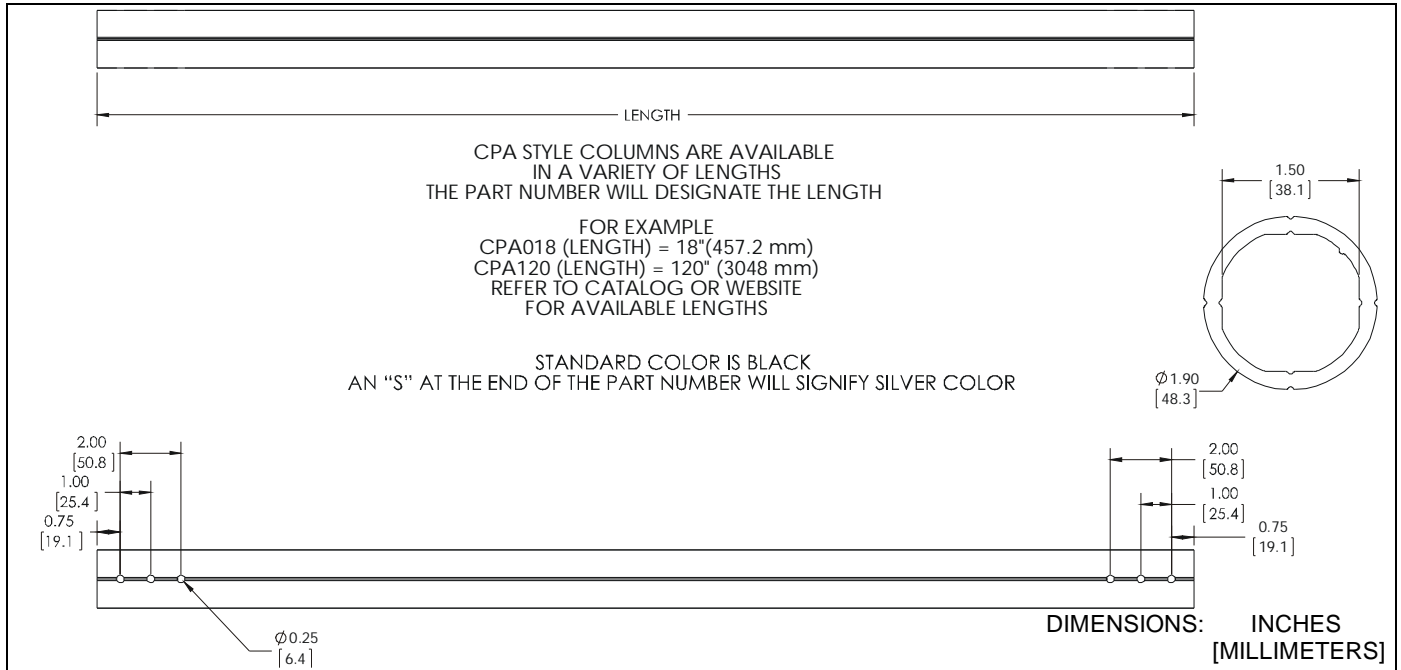 LENGTH
CPA STYLE COLUMNS ARE AVAILABLE
IN A VARIETY OF LENGTHS
THE PART NUMBER WILL DESIGNATE THE LENGTH
FOR EXAMPLE
CPA018 (LENGTH) = 18"(457.2 mm)
CPA120 (LENGTH) = 120" (3048 mm)
REFER TO CATALOG OR WEBSITE
FOR AVAILABLE LENGTHS
STANDARD COLOR IS BLACK
AN “S” AT THE END OF THE PART NUMBER WILL SIGNIFY SILVER COLOR
1.50
[38.1]
Ø1.90
[48.3]
2.00
[50.8]
1.00
[25.4]
0.75
[19.1]
Ø0.25
[6.4]
2.00
[50.8]
1.00
[25.4]
0.75
[19.1]
DIMENSIONS: INCHES
[MILLIMETERS]